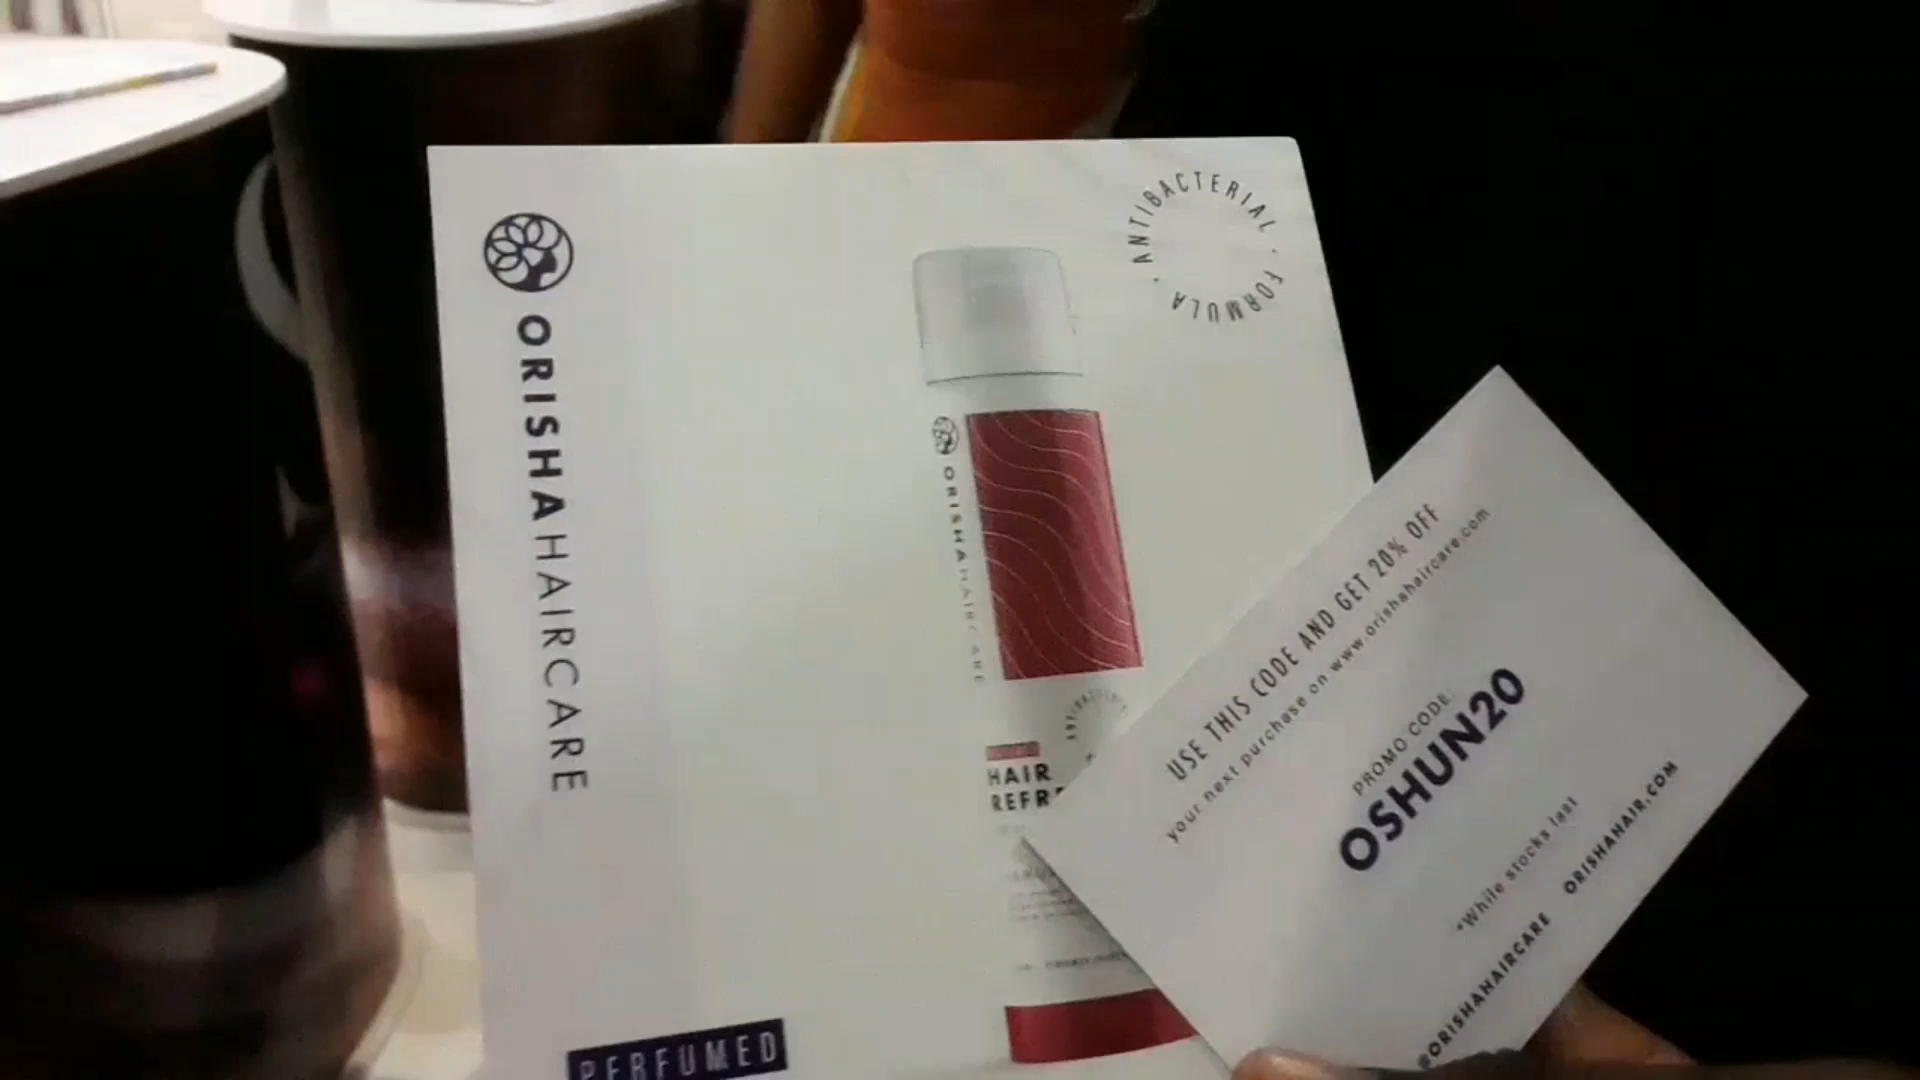 ORISHAHAIRCARE
ANTIBACTERIAL · FORMULA ·
ORISHAHAIRCARE
HAIR
REFR
PERFUMED
USE THIS CODE AND GET 20% OFF
your next purchase on www.orishahaircare.com
PROMO CODE:
OSHUN20
*While stocks last
@ORISHAHAIRCARE ORISHAHAIR.COM